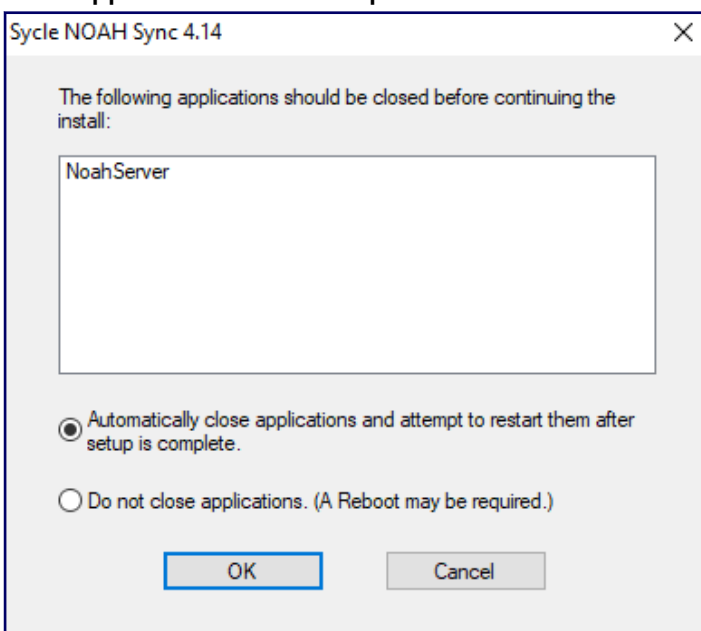 Sycle NOAH Sync 4.14
The following applications should be closed before continuing the
install:
NoahServer
Automatically close applications and attempt to restart them after
setup is complete.
Do not close applications. (A Reboot may be required.)
OK
Cancel